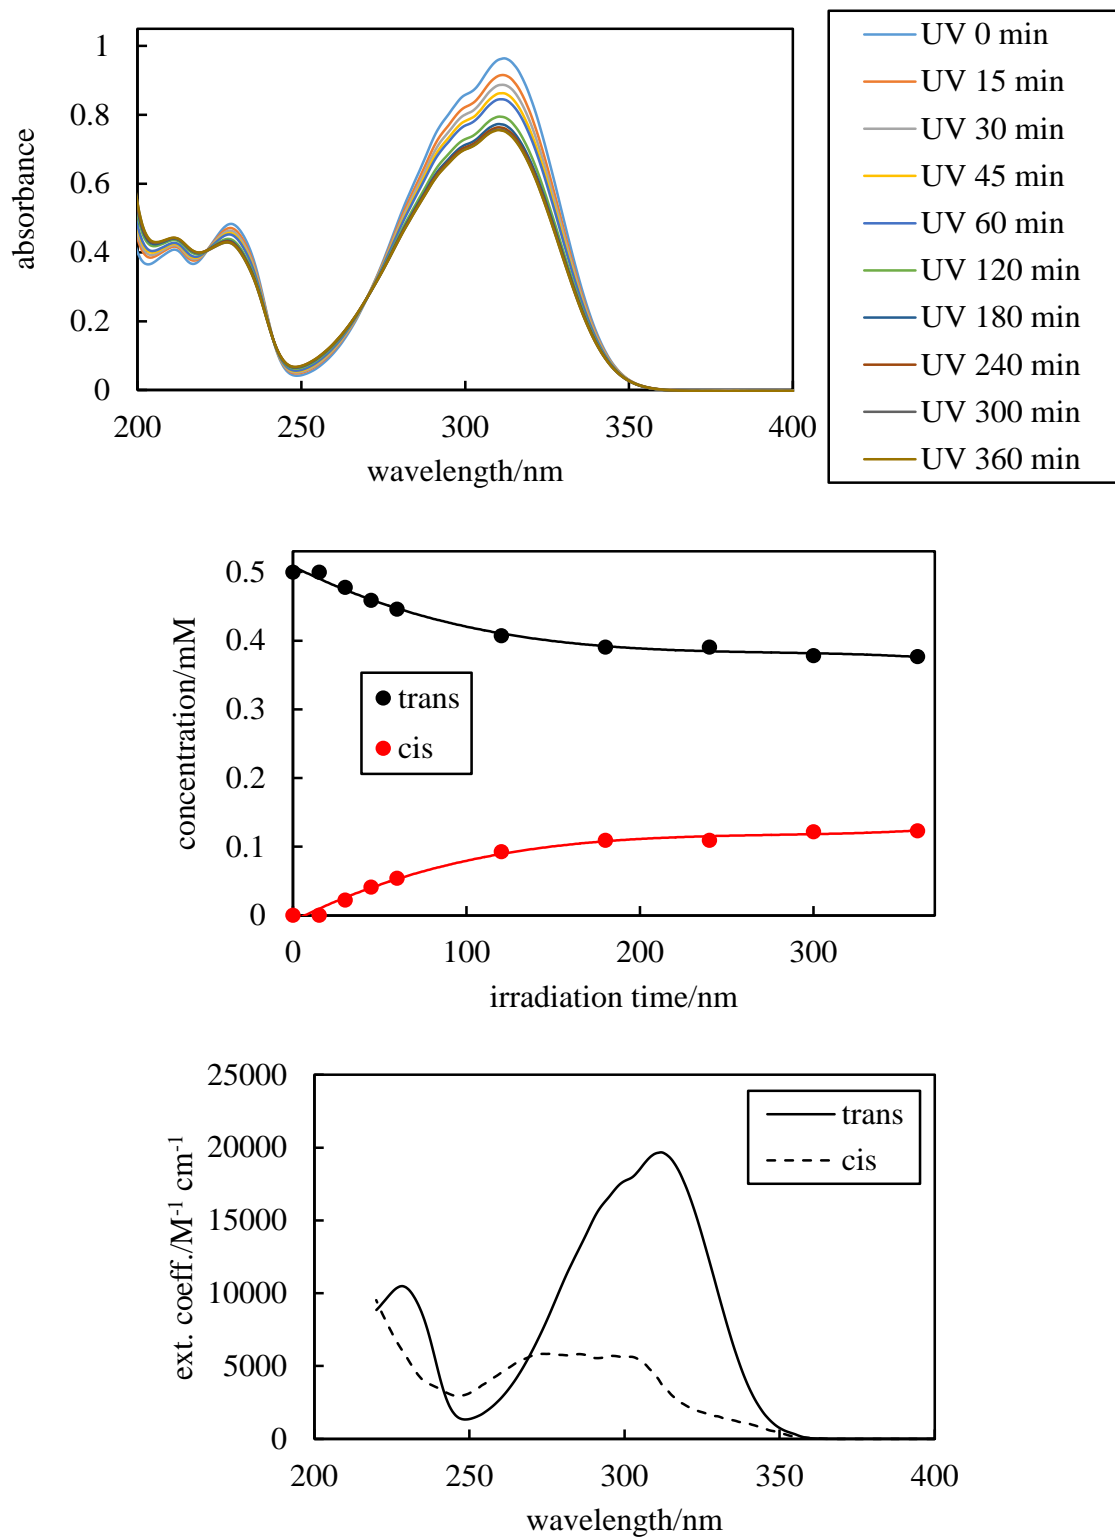 absorbance
1
0.8
0.6
0.4
0.2
0
200
250
300
350
400
wavelength/nm
UV 0 min
UV 15 min
UV 30 min
UV 45 min
UV 60 min
UV 120 min
UV 180 min
UV 240 min
UV 300 min
UV 360 min
concentration/mM
0.5
0.4
0.3
0.2
0.1
0
0
100
200
300
trans
cis
irradiation time/nm
ext. coeff./M⁻¹ cm⁻¹
25000
20000
15000
10000
5000
0
200
250
300
350
400
trans
cis
wavelength/nm